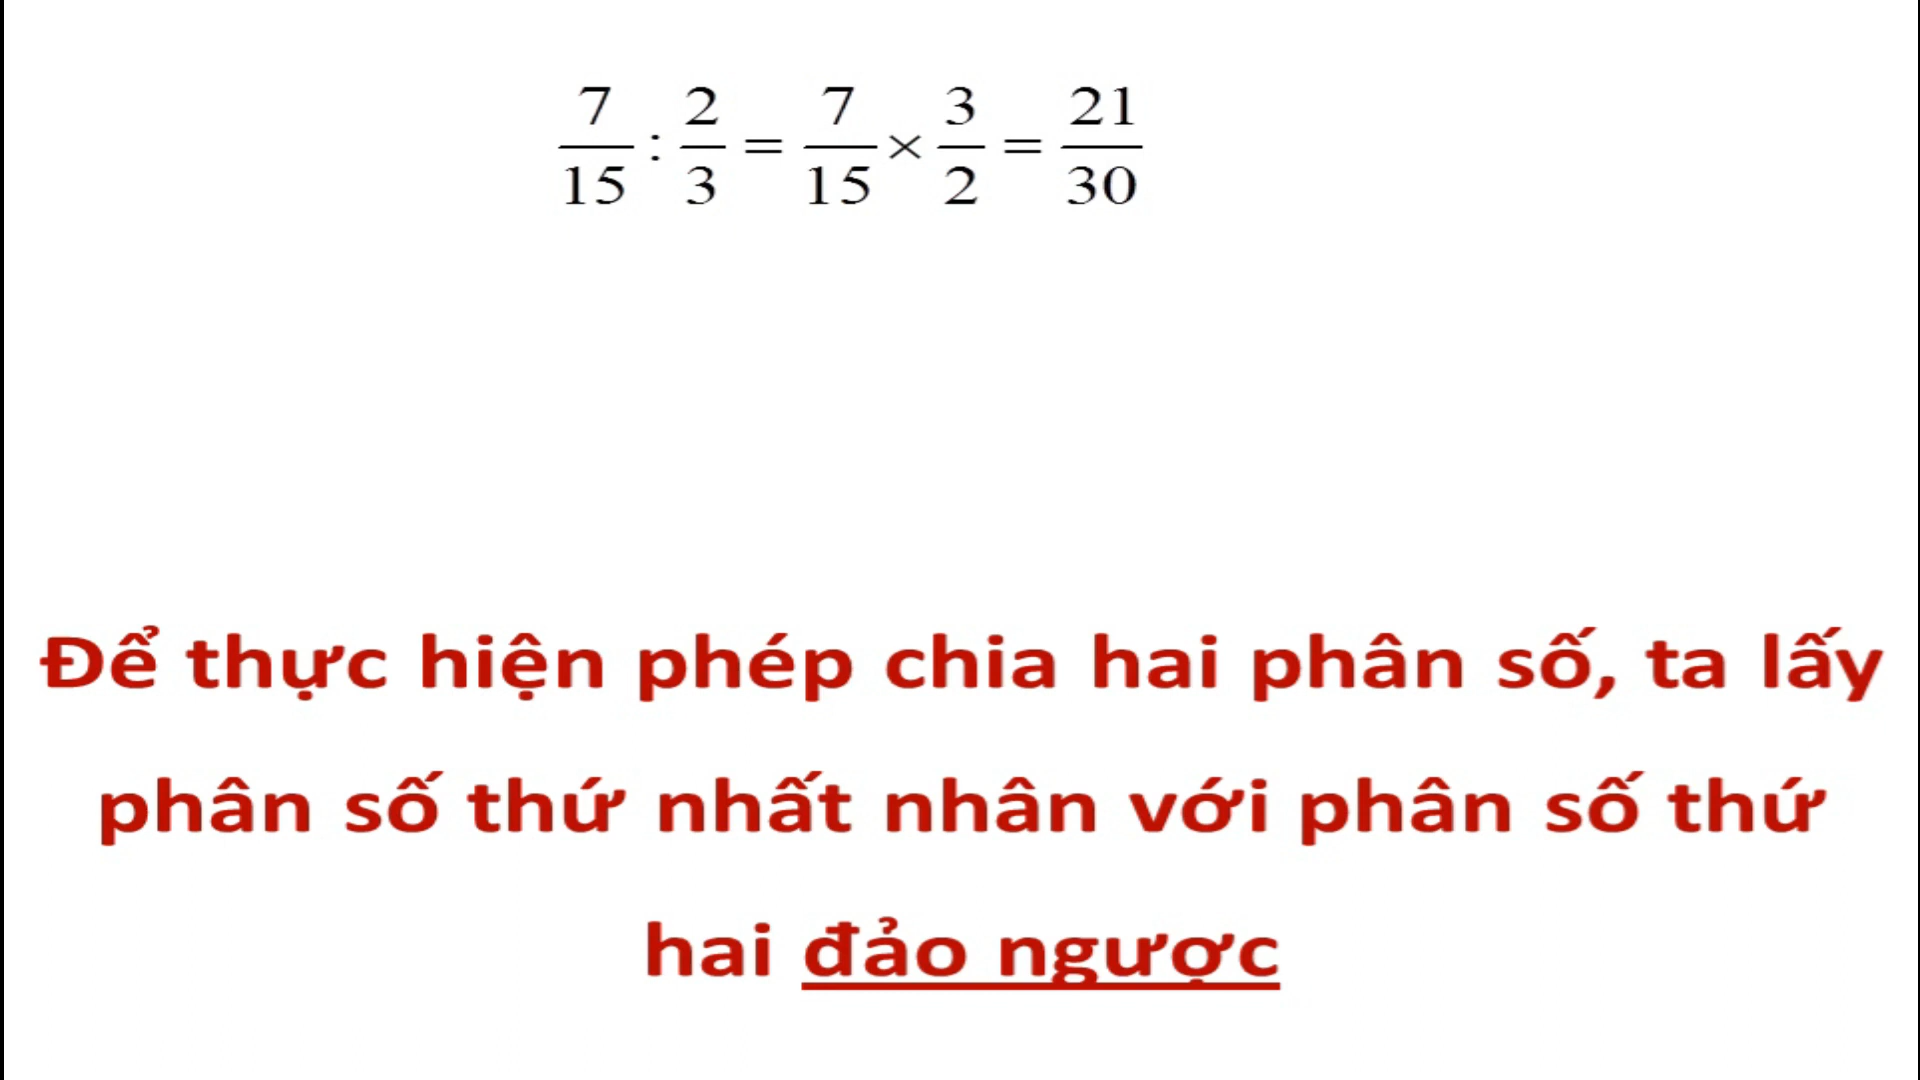 7/15 : 2/3 = 7/15 × 3/2 = 21/30
Để thực hiện phép chia hai phân số, ta lấy
phân số thứ nhất nhân với phân số thứ
hai đảo ngược